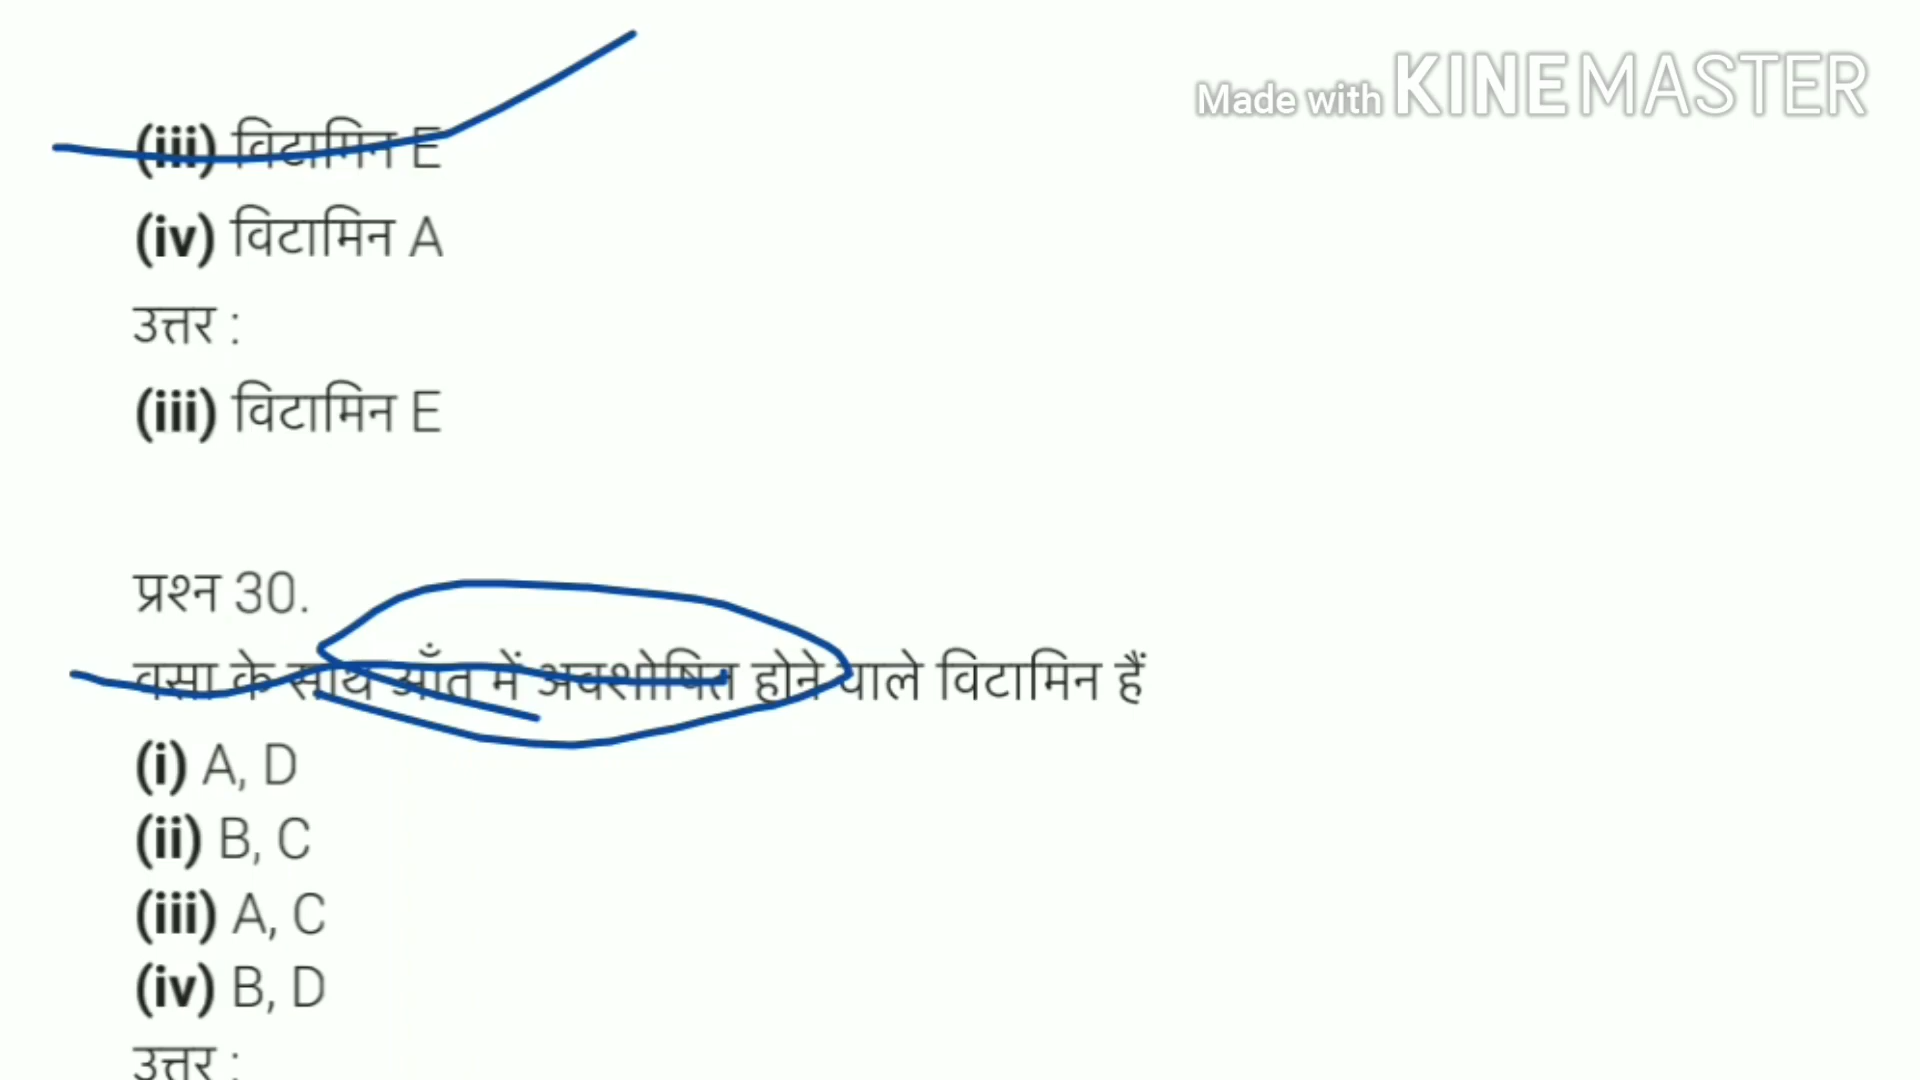 Made with KINEMASTER
(iii) विटामिन E
(iv) विटामिन A
उत्तर :
(iii) विटामिन E
प्रश्न 30.
वसा के साथ आँत में अवशोषित होने वाले विटामिन हैं
(i) A, D
(ii) B, C
(iii) A, C
(iv) B, D
उत्तर :